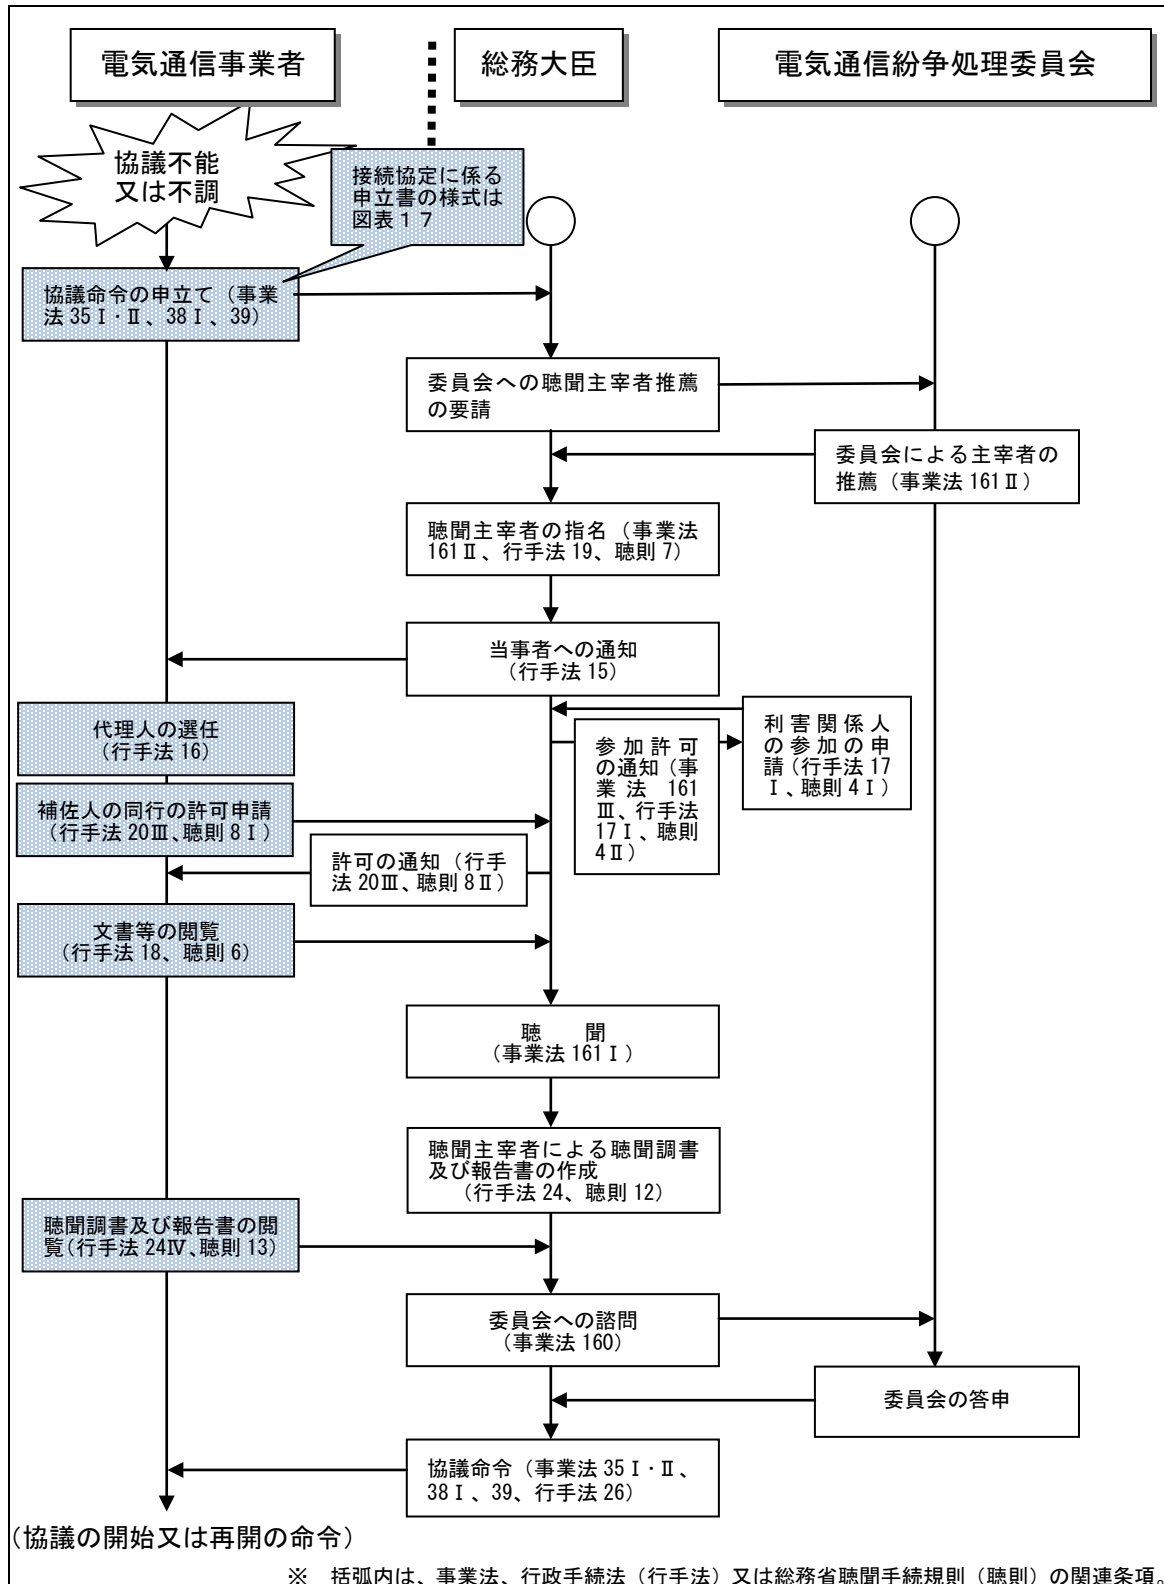 電気通信事業者
総務大臣
電気通信紛争処理委員会
協議不能
又は不調
接続協定に係る
申立書の様式は
図表１７
協議命令の申立て（事業
法 35Ⅰ・Ⅱ、38Ⅰ、39）
委員会への聴聞主宰者推薦
の要請
委員会による主宰者の
推薦（事業法 161Ⅱ）
聴聞主宰者の指名（事業法
161Ⅱ、行手法 19、聴則 7）
当事者への通知
（行手法 15）
代理人の選任
（行手法 16）
利害関係人
の参加の申
請（行手法 17
Ⅰ、聴則 4Ⅰ）
参加許可
の通知（事
業法 161
Ⅲ、行手法
17Ⅰ、聴則
4Ⅱ）
補佐人の同行の許可申請
（行手法 20Ⅲ、聴則 8Ⅰ）
許可の通知（行手
法 20Ⅲ、聴則 8Ⅱ）
文書等の閲覧
（行手法 18、聴則 6）
聴　　聞
（事業法 161Ⅰ）
聴聞主宰者による聴聞調書
及び報告書の作成
（行手法 24、聴則 12）
聴聞調書及び報告書の閲
覧（行手法 24Ⅳ、聴則 13）
委員会への諮問
（事業法 160）
委員会の答申
協議命令（事業法 35Ⅰ・Ⅱ、
38Ⅰ、39、行手法 26）
（協議の開始又は再開の命令）
※　括弧内は、事業法、行政手続法（行手法）又は総務省聴聞手続規則（聴則）の関連条項。